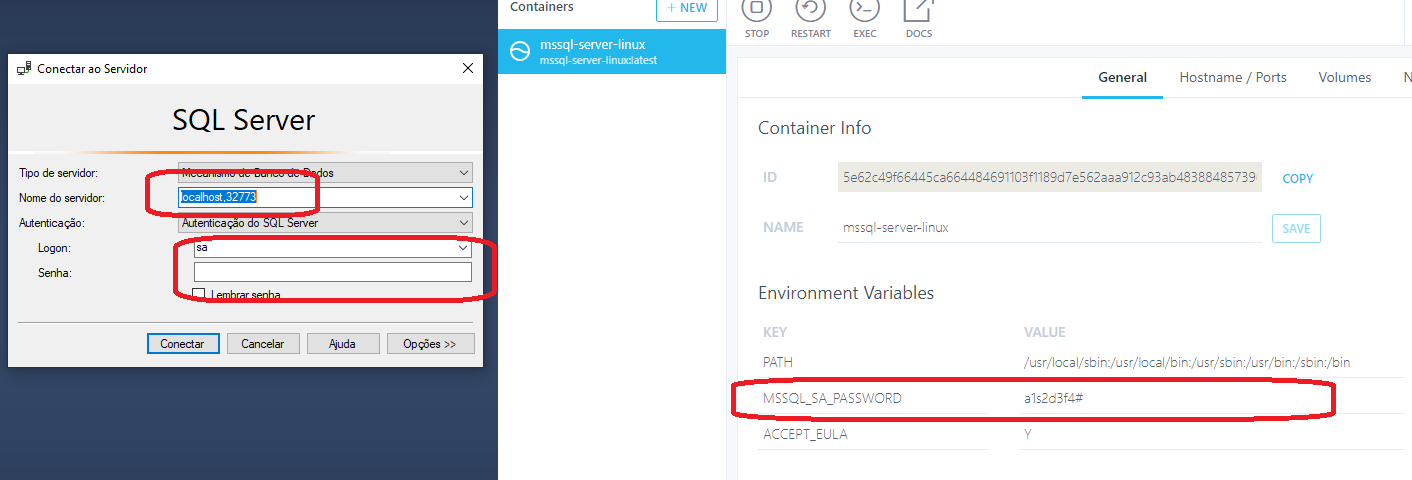 Conectar ao Servidor
SQL Server
Tipo de servidor:
Mecanismo de Banco de Dados
Nome do servidor:
localhost,32773
Autenticação:
Autenticação do SQL Server
Logon:
sa
Senha:
Lembrar senha
Conectar
Cancelar
Ajuda
Opções >>
Containers
+ NEW
mssql-server-linux
mssql-server-linux:latest
STOP
RESTART
EXEC
DOCS
General
Hostname / Ports
Volumes
N
Container Info
ID
5e62c49f66445ca664484691103f1189d7e562aaa912c93ab48388485739
COPY
NAME
mssql-server-linux
SAVE
Environment Variables
KEY
VALUE
PATH
/usr/local/sbin:/usr/local/bin:/usr/sbin:/usr/bin:/sbin:/bin
MSSQL_SA_PASSWORD
a1s2d3f4#
ACCEPT_EULA
Y